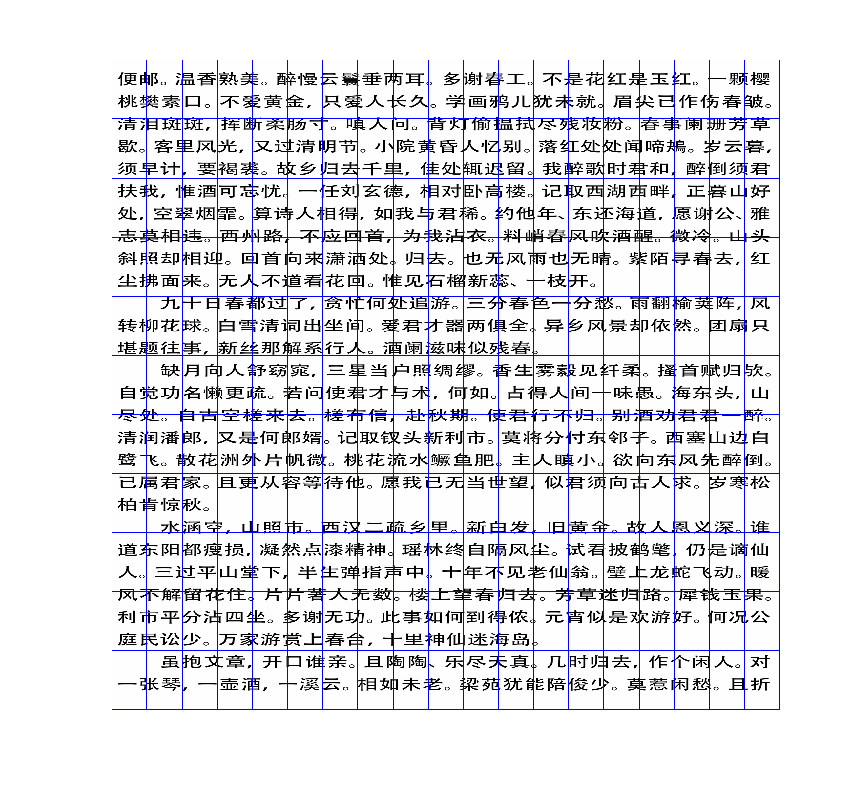 便邮。温香熟美。醉慢云鬟垂两耳。多谢春工。不是花红是玉红。一颗樱
桃樊素口。不爱黄金，只爱人长久。学画鸦儿犹未就。眉尖已作伤春皱。
清泪斑斑，挥断柔肠寸。嗔人问。背灯偷揾拭尽残妆粉。春事阑珊芳草
歇。客里风光，又过清明节。小院黄昏人忆别。落红处处闻啼鴂。岁云暮，
须早计，要褐裘。故乡归去千里，佳处辄迟留。我醉歌时君和，醉倒须君
扶我，惟酒可忘忧。一任刘玄德，相对卧高楼。记取西湖西畔，正暮山好
处，空翠烟霏。算诗人相得，如我与君稀。约他年、东还海道，愿谢公、雅
志莫相违。西州路，不应回首，为我沾衣。料峭春风吹酒醒。微冷。山头
斜照却相迎。回首向来潇洒处。归去。也无风雨也无晴。紫陌寻春去，红
尘拂面来。无人不道看花回。惟见石榴新蕊、一枝开。
九十日春都过了，贪忙何处追游。三分春色一分愁。雨翻榆荚阵，风
转柳花球。白雪清词出坐间。爱君才器两俱全。异乡风景却依然。团扇只
堪题往事，新丝那解系行人。酒阑滋味似残春。
缺月向人舒窈窕，三星当户照绸缪。香生雾縠见纤柔。搔首赋归欤。
自觉功名懒更疏。若问使君才与术，何如。占得人间一味愚。海东头，山
尽处。自古空槎来去。槎有信，赴秋期。使君行不归。别酒劝君君一醉。
清润潘郎，又是何郎婿。记取钗头新利市。莫将分付东邻子。西塞山边白
鹭飞。散花洲外片帆微。桃花流水鳜鱼肥。主人瞋小。欲向东风先醉倒。
已属君家。且更从容等待他。愿我已无当世望，似君须向古人求。岁寒松
柏肯惊秋。
水涵空，山照市。西汉二疏乡里。新白发，旧黄金。故人恩义深。谁
道东阳都瘦损，凝然点漆精神。瑶林终自隔风尘。试看披鹤氅，仍是谪仙
人。三过平山堂下，半生弹指声中。十年不见老仙翁。壁上龙蛇飞动。暖
风不解留花住。片片著人无数。楼上望春归去。芳草迷归路。犀钱玉果。
利市平分沾四坐。多谢无功。此事如何到得侬。元宵似是欢游好。何况公
庭民讼少。万家游赏上春台，十里神仙迷海岛。
虽抱文章，开口谁亲。且陶陶、乐尽天真。几时归去，作个闲人。对
一张琴，一壶酒，一溪云。相如未老。梁苑犹能陪俊少。莫惹闲愁。且折